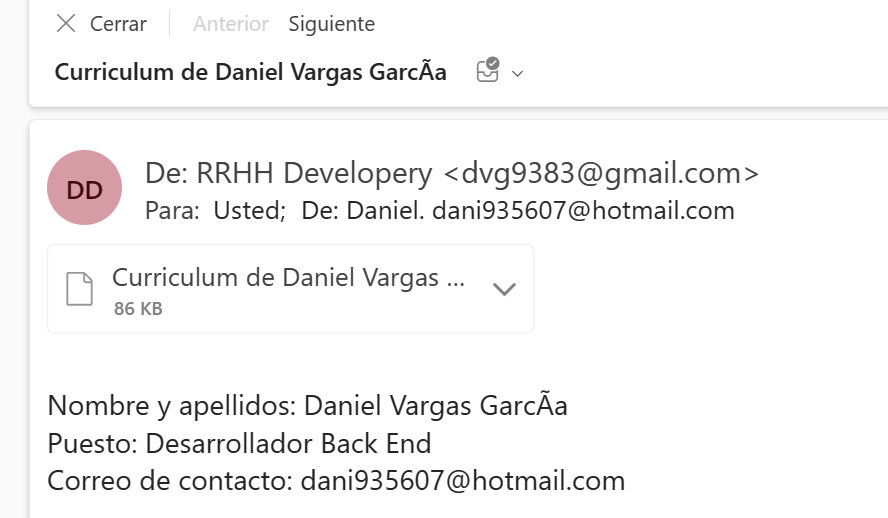 Cerrar Anterior Siguiente
Curriculum de Daniel Vargas GarcÃa
DD
De: RRHH Developery <dvg9383@gmail.com>
Para: Usted; De: Daniel. dani935607@hotmail.com
Curriculum de Daniel Vargas ...
86 KB
Nombre y apellidos: Daniel Vargas GarcÃa
Puesto: Desarrollador Back End
Correo de contacto: dani935607@hotmail.com